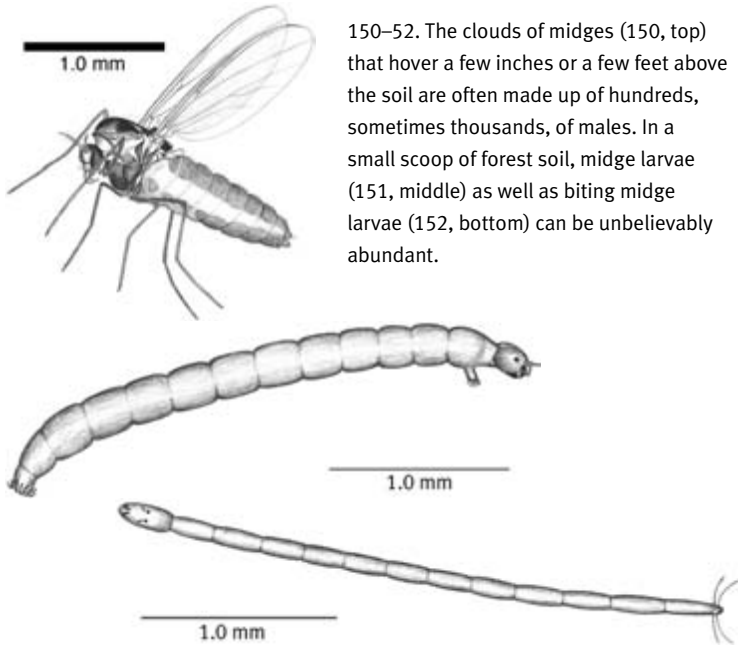 1.0 mm
150–52. The clouds of midges (150, top)
that hover a few inches or a few feet above
the soil are often made up of hundreds,
sometimes thousands, of males. In a
small scoop of forest soil, midge larvae
(151, middle) as well as biting midge
larvae (152, bottom) can be unbelievably
abundant.
1.0 mm
1.0 mm